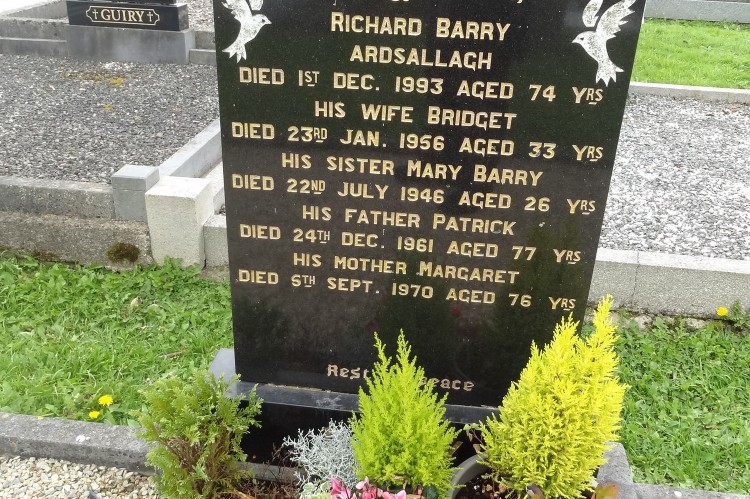 †GUIRY†
RICHARD BARRY
ARDSALLAGH
DIED 1ST DEC. 1993 AGED 74 YRS
HIS WIFE BRIDGET
DIED 23RD JAN. 1956 AGED 33 YRS
HIS SISTER MARY BARRY
DIED 22ND JULY 1946 AGED 26 YRS
HIS FATHER PATRICK
DIED 24TH DEC. 1961 AGED 77 YRS
HIS MOTHER MARGARET
DIED 6TH SEPT. 1970 AGED 76 YRS
Rest Peace